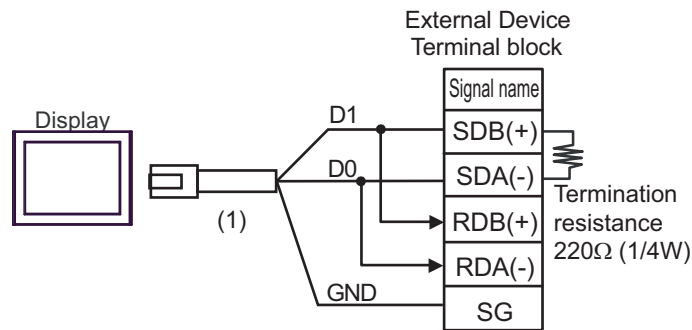 External Device
Terminal block
Signal name
Display
D1
SDB(+)
D0
SDA(-)
Termination
resistance
220Ω (1/4W)
(1)
RDB(+)
RDA(-)
GND
SG